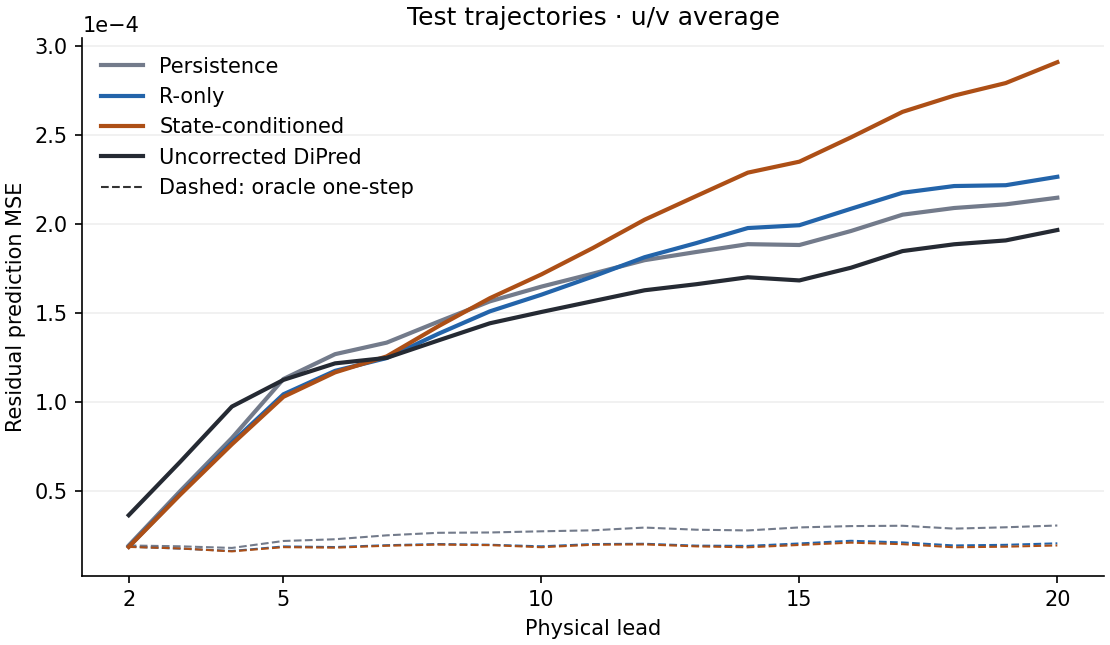 Test trajectories · u/v average
1e−4
3.0
2.5
2.0
1.5
1.0
0.5
Residual prediction MSE
Persistence
R-only
State-conditioned
Uncorrected DiPred
Dashed: oracle one-step
2
5
10
15
20
Physical lead